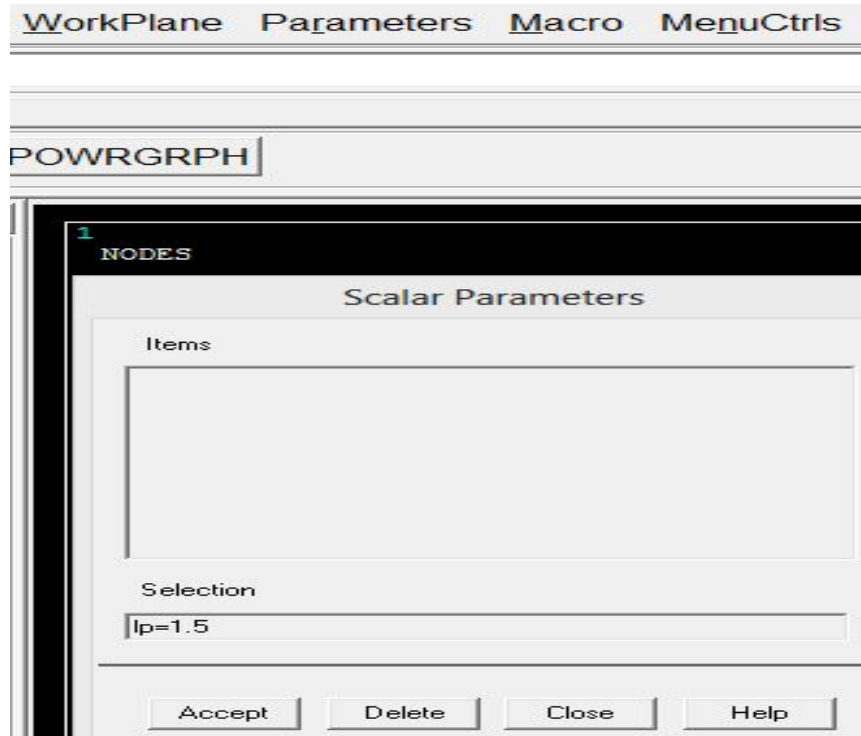 WorkPlane Parameters Macro MenuCtrls
POWRGRPH
1
NODES
Scalar Parameters
Items
Selection
lp=1.5
Accept Delete Close Help